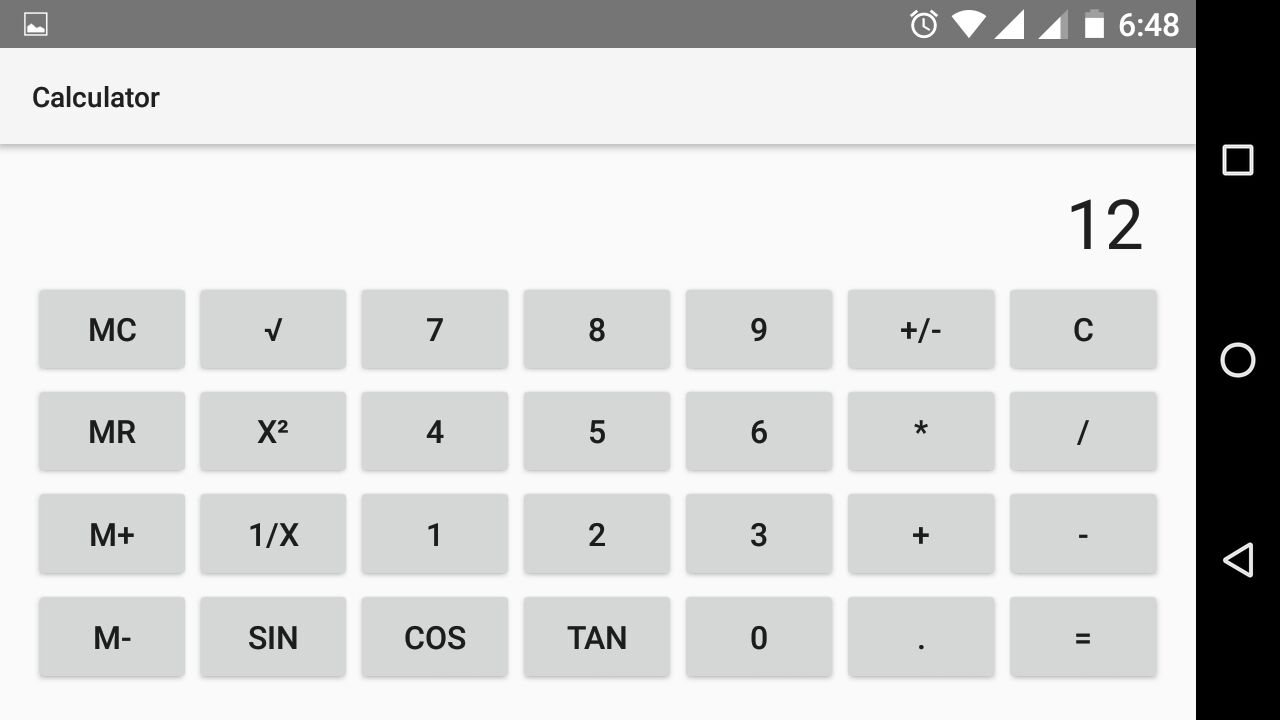 6:48
Calculator
12
MC √ 7 8 9 +/- C
MR X² 4 5 6 * /
M+ 1/X 1 2 3 + -
M- SIN COS TAN 0 . =